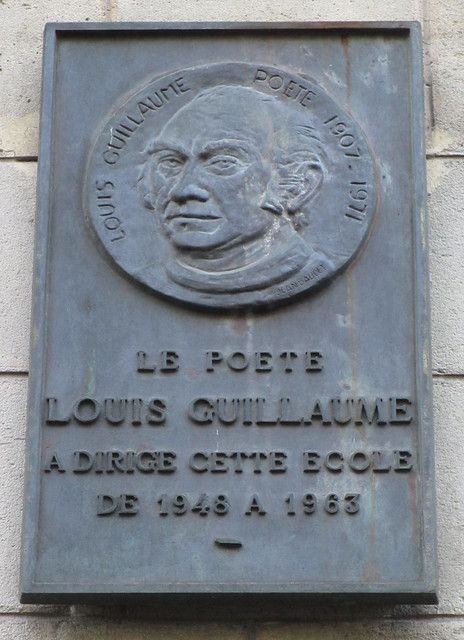 LOUIS GUILLAUME POETE 1907-1971
LE POETE
LOUIS GUILLAUME
A DIRIGE CETTE ECOLE
DE 1948 A 1963